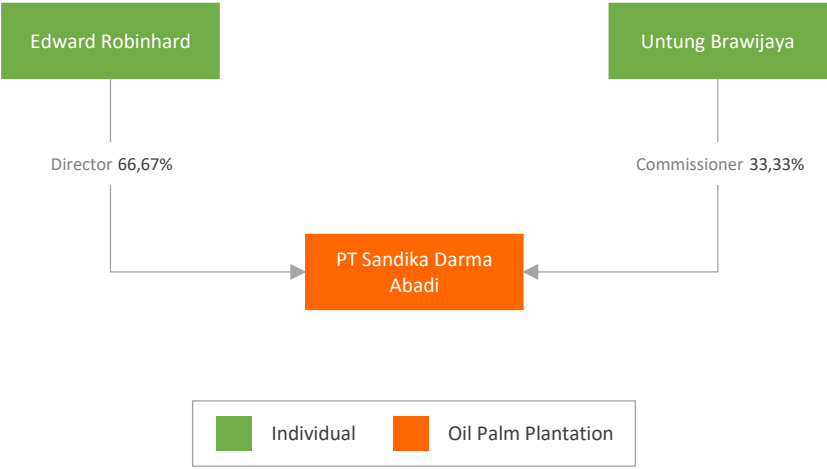 Edward Robinhard
Untung Brawijaya
Director 66,67%
Commissioner 33,33%
PT Sandika Darma
Abadi
Individual
Oil Palm Plantation